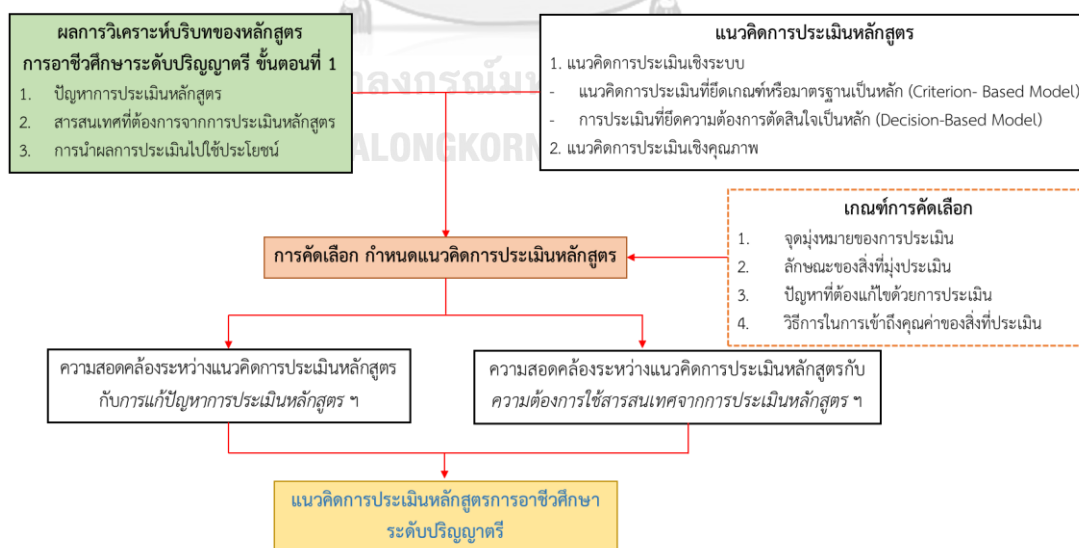 ผลการวิเคราะห์บริบทของหลักสูตร
การอาชีวศึกษาระดับปริญญาตรี ขั้นตอนที่ 1
1. ปัญหาการประเมินหลักสูตร
2. สารสนเทศที่ต้องการจากการประเมินหลักสูตร
3. การนำผลการประเมินไปใช้ประโยชน์
แนวคิดการประเมินหลักสูตร
1. แนวคิดการประเมินเชิงระบบ
- แนวคิดการประเมินที่ยึดเกณฑ์หรือมาตรฐานเป็นหลัก (Criterion- Based Model)
- การประเมินที่ยึดความต้องการตัดสินใจเป็นหลัก (Decision-Based Model)
2. แนวคิดการประเมินเชิงคุณภาพ
ลงกรณ์ม
ALONGKORN
เกณฑ์การคัดเลือก
1. จุดมุ่งหมายของการประเมิน
2. ลักษณะของสิ่งที่มุ่งประเมิน
3. ปัญหาที่ต้องแก้ไขด้วยการประเมิน
4. วิธีการในการเข้าถึงคุณค่าของสิ่งที่ประเมิน
การคัดเลือก กำหนดแนวคิดการประเมินหลักสูตร
ความสอดคล้องระหว่างแนวคิดการประเมินหลักสูตร
กับการแก้ปัญหาการประเมินหลักสูตร ฯ
ความสอดคล้องระหว่างแนวคิดการประเมินหลักสูตรกับ
ความต้องการใช้สารสนเทศจากการประเมินหลักสูตร ฯ
แนวคิดการประเมินหลักสูตรการอาชีวศึกษา
ระดับปริญญาตรี